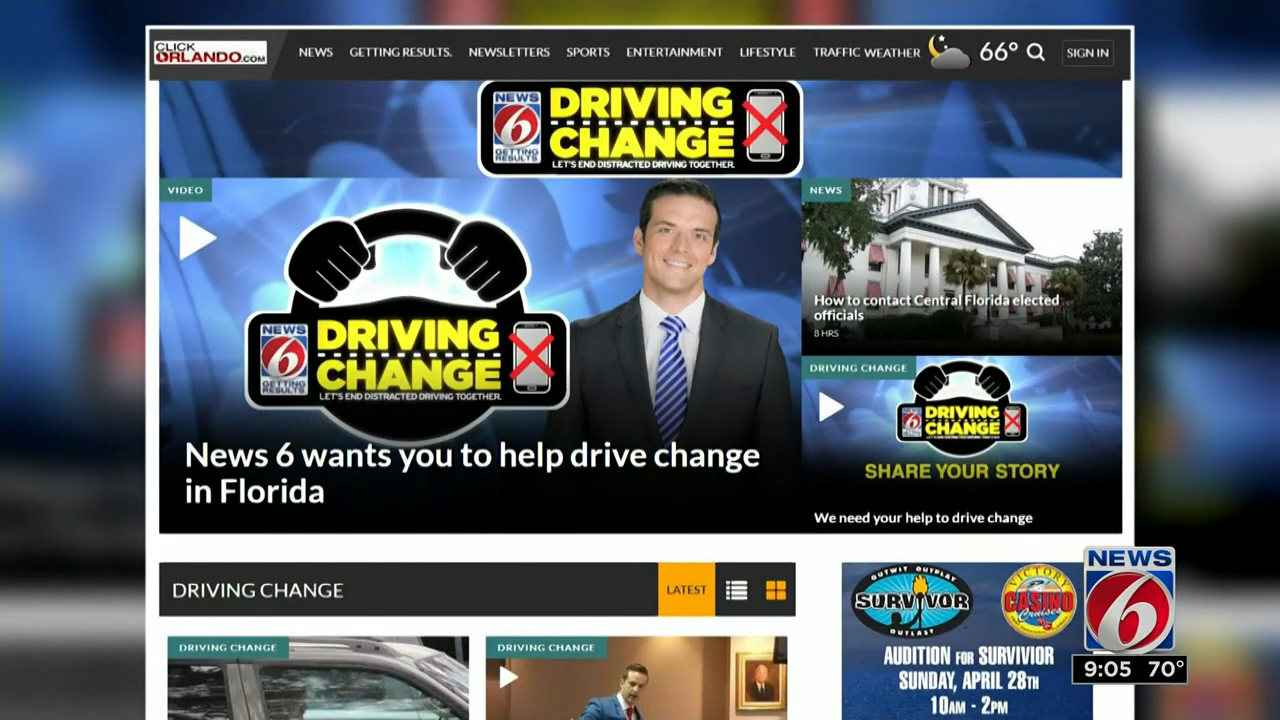 CLICK
ORLANDO.COM
NEWS GETTING RESULTS. NEWSLETTERS SPORTS ENTERTAINMENT LIFESTYLE TRAFFIC WEATHER 66° SIGN IN
NEWS
6
GETTING
RESULTS
DRIVING
CHANGE
LET'S END DISTRACTED DRIVING TOGETHER.
VIDEO
NEWS
6
GETTING
RESULTS.
DRIVING
CHANGE
LET'S END DISTRACTED DRIVING TOGETHER.
News 6 wants you to help drive change
in Florida
NEWS
How to contact Central Florida elected
officials
8 HRS
DRIVING CHANGE
DRIVING
CHANGE
SHARE YOUR STORY
We need your help to drive change
DRIVING CHANGE
LATEST
DRIVING CHANGE
DRIVING CHANGE
OUTWIT OUTPLAY
SURVIVOR
OUTLAST
VICTORY
CASINO
Cruises
AUDITION FOR SURVIVIOR
SUNDAY, APRIL 28TH
10AM - 2PM
NEWS
6
9:05 70°